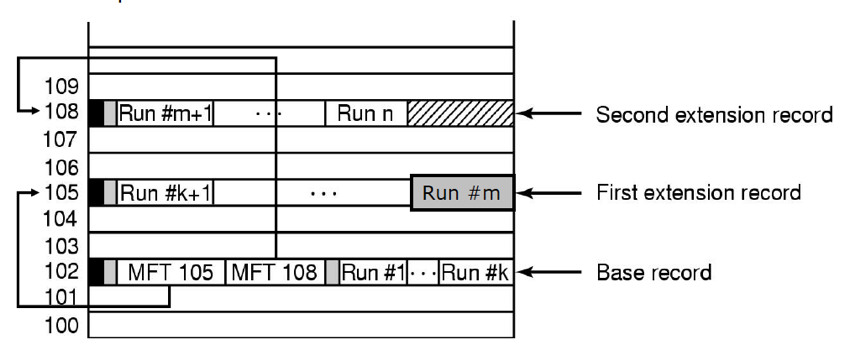 109
108 Run #m+1 ... Run n Second extension record
107
106
105 Run #k+1 ... Run #m First extension record
104
103
102 MFT 105 MFT 108 Run #1 ... Run #k Base record
101
100